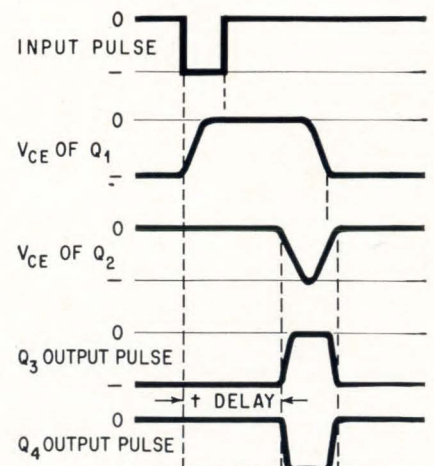 0
INPUT PULSE
–
0
VCE OF Q1
–
0
VCE OF Q2
–
0
Q3 OUTPUT PULSE
–
t DELAY
0
Q4 OUTPUT PULSE